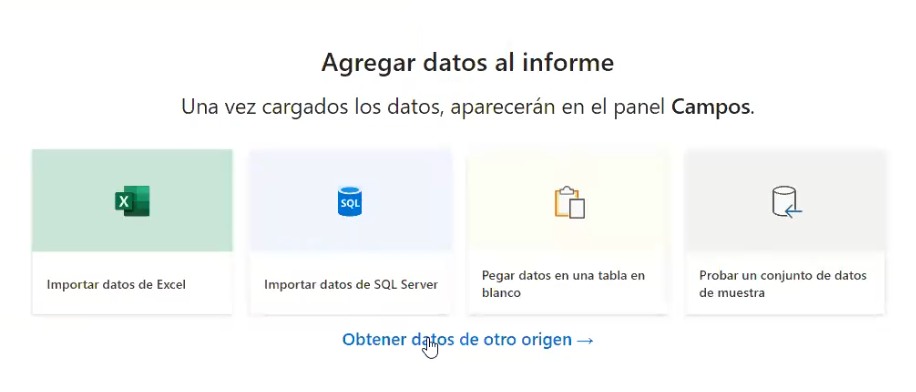 Agregar datos al informe
Una vez cargados los datos, aparecerán en el panel Campos.
X
SQL
Importar datos de Excel
Importar datos de SQL Server
Pegar datos en una tabla en
blanco
Probar un conjunto de datos
de muestra
Obtener datos de otro origen →